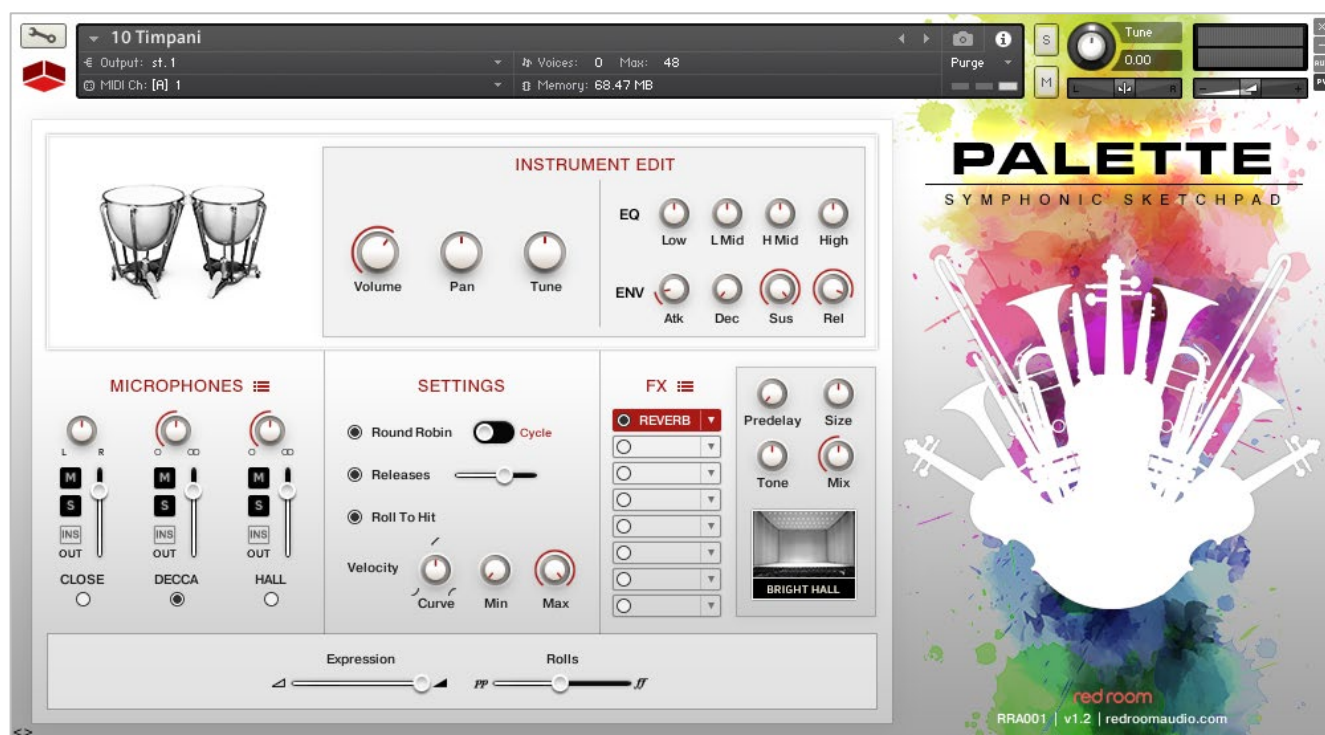 10 Timpani
Output: st. 1
Voices: 0 Max: 48
Purge
MIDI Ch: [A] 1
Memory: 68.47 MB
S
M
Tune
0.00
L R
- +
X
-
AUX
PV
PALETTE
SYMPHONIC SKETCHPAD
INSTRUMENT EDIT
Volume Pan Tune
EQ
Low L Mid H Mid High
ENV
Atk Dec Sus Rel
MICROPHONES
L R
M M M
S S S
INS INS INS
OUT OUT OUT
CLOSE DECCA HALL
SETTINGS
Round Robin Cycle
Releases
Roll To Hit
Velocity
Curve Min Max
FX
REVERB
Predelay Size
Tone Mix
BRIGHT HALL
Expression Rolls
pp ff
red room
RRA001 | v1.2 | redroomaudio.com
< >